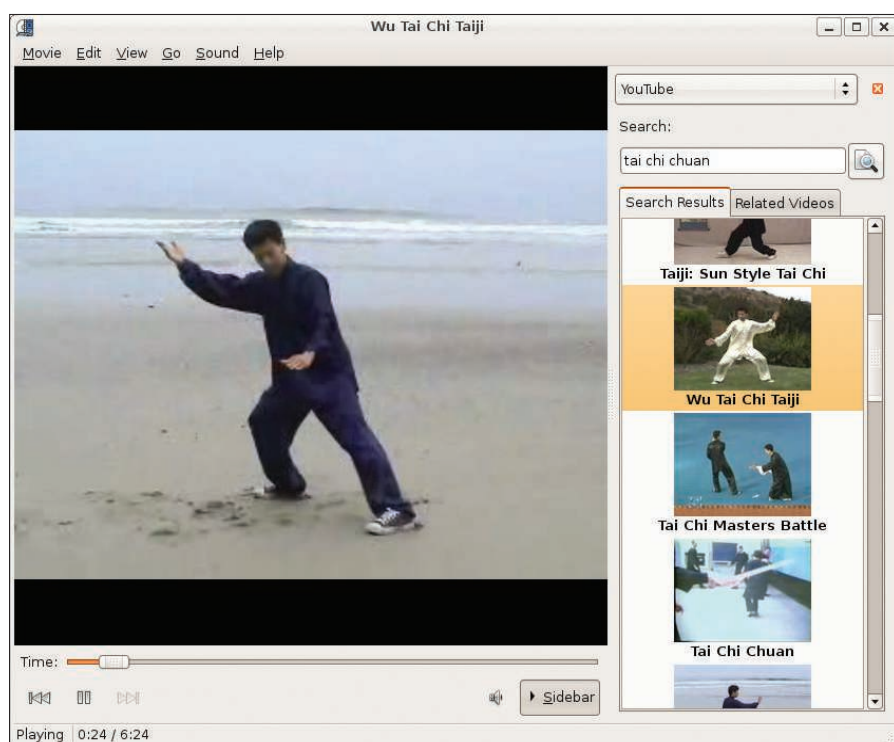 Wu Tai Chi Taiji
Movie Edit View Go Sound Help
YouTube
Search:
tai chi chuan
Search Results Related Videos
Taiji: Sun Style Tai Chi
Wu Tai Chi Taiji
Tai Chi Masters Battle
Tai Chi Chuan
Time:
Sidebar
Playing 0:24 / 6:24